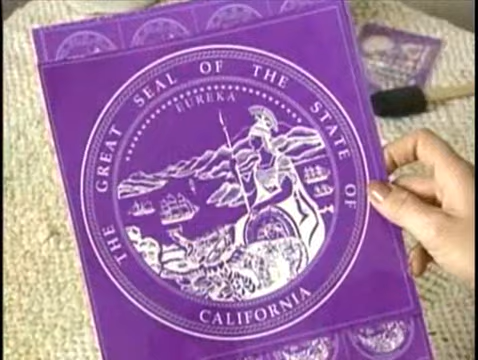 THE GREAT SEAL OF THE STATE OF
EUREKA
CALIFORNIA